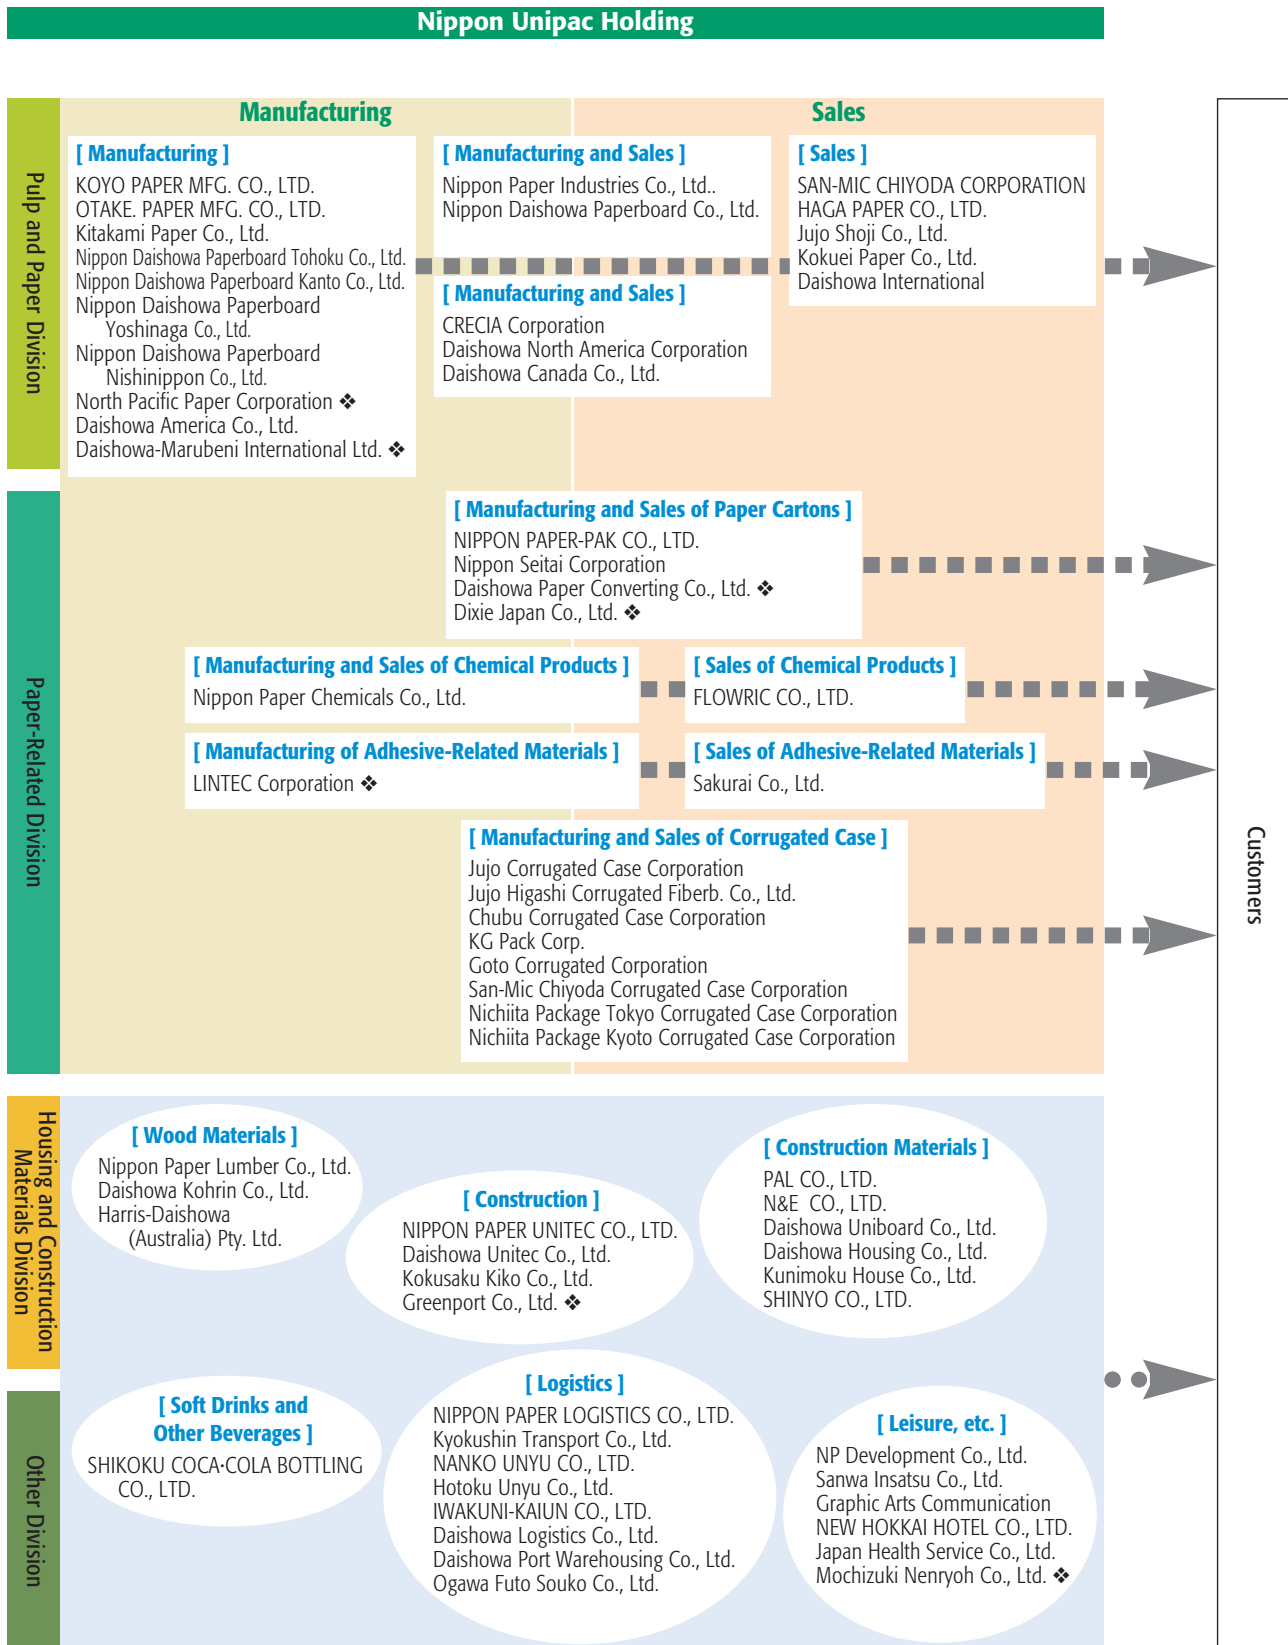 Nippon Unipac Holding
Manufacturing
Sales
Pulp and Paper Division
[ Manufacturing ]
KOYO PAPER MFG. CO., LTD.
OTAKE. PAPER MFG. CO., LTD.
Kitakami Paper Co., Ltd.
Nippon Daishowa Paperboard Tohoku Co., Ltd.
Nippon Daishowa Paperboard Kanto Co., Ltd.
Nippon Daishowa Paperboard
Yoshinaga Co., Ltd.
Nippon Daishowa Paperboard
Nishinippon Co., Ltd.
North Pacific Paper Corporation ❖
Daishowa America Co., Ltd.
Daishowa-Marubeni International Ltd. ❖
[ Manufacturing and Sales ]
Nippon Paper Industries Co., Ltd..
Nippon Daishowa Paperboard Co., Ltd.
[ Manufacturing and Sales ]
CRECIA Corporation
Daishowa North America Corporation
Daishowa Canada Co., Ltd.
[ Sales ]
SAN-MIC CHIYODA CORPORATION
HAGA PAPER CO., LTD.
Jujo Shoji Co., Ltd.
Kokuei Paper Co., Ltd.
Daishowa International
Paper-Related Division
[ Manufacturing and Sales of Paper Cartons ]
NIPPON PAPER-PAK CO., LTD.
Nippon Seitai Corporation
Daishowa Paper Converting Co., Ltd. ❖
Dixie Japan Co., Ltd. ❖
[ Manufacturing and Sales of Chemical Products ]
Nippon Paper Chemicals Co., Ltd.
[ Sales of Chemical Products ]
FLOWRIC CO., LTD.
[ Manufacturing of Adhesive-Related Materials ]
LINTEC Corporation ❖
[ Sales of Adhesive-Related Materials ]
Sakurai Co., Ltd.
[ Manufacturing and Sales of Corrugated Case ]
Jujo Corrugated Case Corporation
Jujo Higashi Corrugated Fiberb. Co., Ltd.
Chubu Corrugated Case Corporation
KG Pack Corp.
Goto Corrugated Corporation
San-Mic Chiyoda Corrugated Case Corporation
Nichiita Package Tokyo Corrugated Case Corporation
Nichiita Package Kyoto Corrugated Case Corporation
Customers
Housing and Construction
Materials Division
[ Wood Materials ]
Nippon Paper Lumber Co., Ltd.
Daishowa Kohrin Co., Ltd.
Harris-Daishowa
(Australia) Pty. Ltd.
[ Construction ]
NIPPON PAPER UNITEC CO., LTD.
Daishowa Unitec Co., Ltd.
Kokusaku Kiko Co., Ltd.
Greenport Co., Ltd. ❖
[ Construction Materials ]
PAL CO., LTD.
N&E CO., LTD.
Daishowa Uniboard Co., Ltd.
Daishowa Housing Co., Ltd.
Kunimoku House Co., Ltd.
SHINYO CO., LTD.
Other Division
[ Soft Drinks and
Other Beverages ]
SHIKOKU COCA·COLA BOTTLING
CO., LTD.
[ Logistics ]
NIPPON PAPER LOGISTICS CO., LTD.
Kyokushin Transport Co., Ltd.
NANKO UNYU CO., LTD.
Hotoku Unyu Co., Ltd.
IWAKUNI-KAIUN CO., LTD.
Daishowa Logistics Co., Ltd.
Daishowa Port Warehousing Co., Ltd.
Ogawa Futo Souko Co., Ltd.
[ Leisure, etc. ]
NP Development Co., Ltd.
Sanwa Insatsu Co., Ltd.
Graphic Arts Communication
NEW HOKKAI HOTEL CO., LTD.
Japan Health Service Co., Ltd.
Mochizuki Nenryoh Co., Ltd. ❖